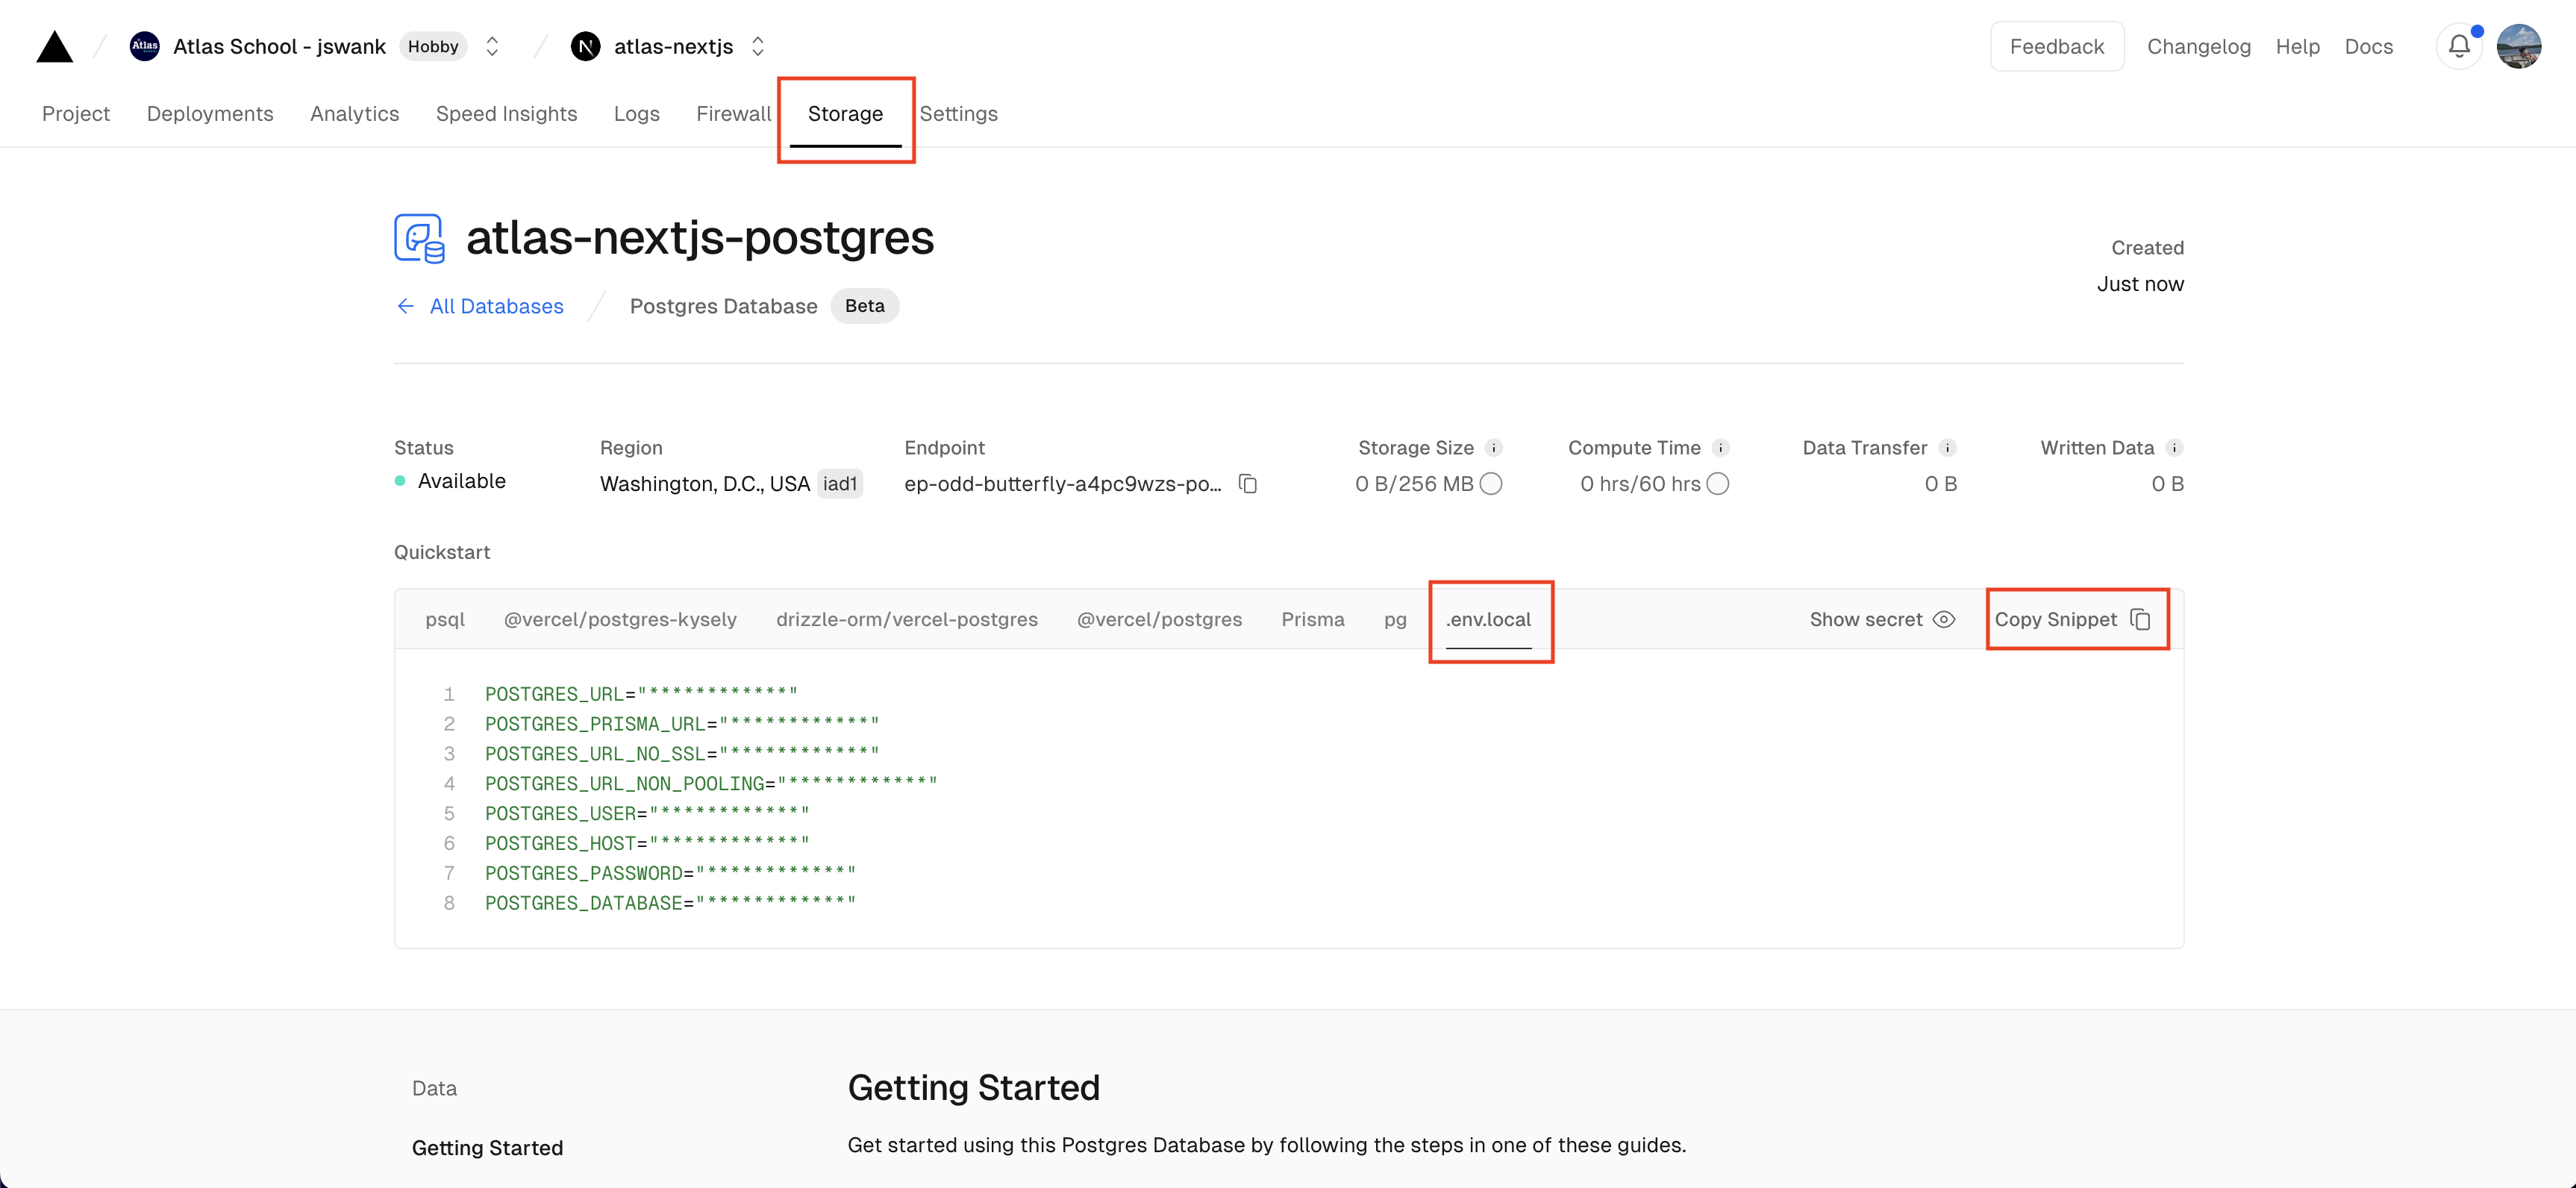 Atlas School - jswank Hobby atlas-nextjs Feedback Changelog Help Docs
Project Deployments Analytics Speed Insights Logs Firewall Storage Settings
atlas-nextjs-postgres
Created
Just now
← All Databases Postgres Database Beta
Status Region Endpoint Storage Size Compute Time Data Transfer Written Data
Available Washington, D.C., USA iad1 ep-odd-butterfly-a4pc9wzs-po... 0 B/256 MB 0 hrs/60 hrs 0 B 0 B
Quickstart
psql @vercel/postgres-kysely drizzle-orm/vercel-postgres @vercel/postgres Prisma pg .env.local Show secret Copy Snippet
1 POSTGRES_URL="************"
2 POSTGRES_PRISMA_URL="************"
3 POSTGRES_URL_NO_SSL="************"
4 POSTGRES_URL_NON_POOLING="************"
5 POSTGRES_USER="************"
6 POSTGRES_HOST="************"
7 POSTGRES_PASSWORD="************"
8 POSTGRES_DATABASE="************"
Data
Getting Started
Getting Started
Get started using this Postgres Database by following the steps in one of these guides.